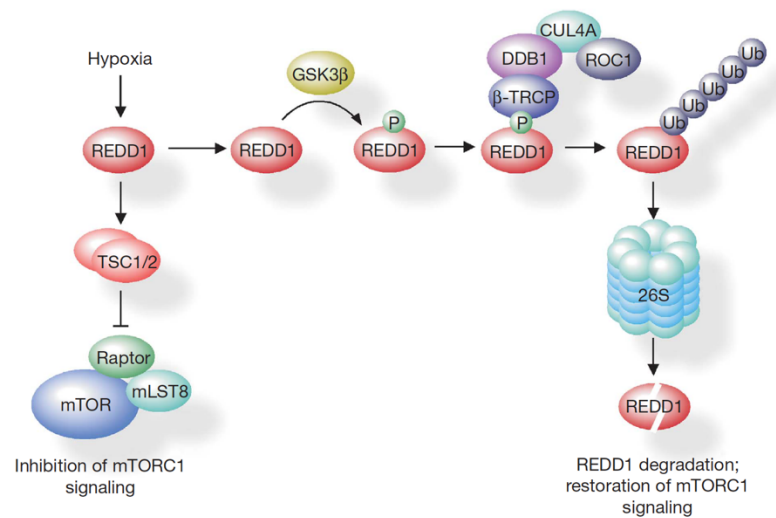 Hypoxia
REDD1
GSK3β
REDD1
P
REDD1
CUL4A
DDB1
ROC1
β-TRCP
P
REDD1
Ub
Ub
Ub
Ub
Ub
REDD1
TSC1/2
Raptor
mLST8
mTOR
Inhibition of mTORC1
signaling
26S
REDD1
REDD1 degradation;
restoration of mTORC1
signaling